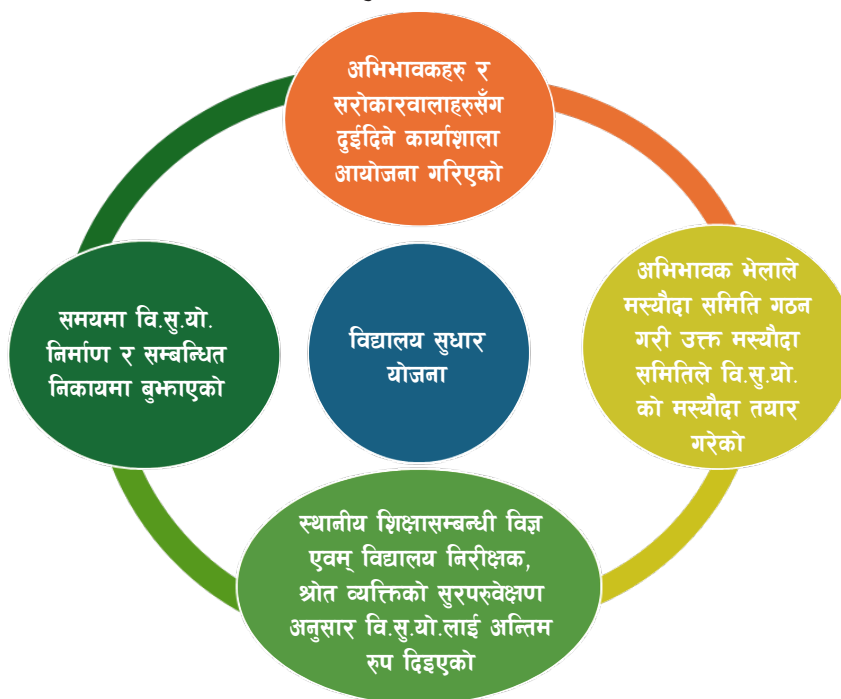 अभिभावकहरु र
सरोकारवालाहरुसँग
दुईदिने कार्याशाला
आयोजना गरिएको
अभिभावक भेलाले
मस्यौदा समिति गठन
गरी उक्त मस्यौदा
समितिले वि.सु.यो.
को मस्यौदा तयार
गरेको
विद्यालय सुधार
योजना
समयमा वि.सु.यो.
निर्माण र सम्बन्धित
निकायमा बुझाएको
स्थानीय शिक्षासम्बन्धी विज्ञ
एवम् विद्यालय निरीक्षक,
श्रोत व्यक्तिको सुरपरुवेक्षण
अनुसार वि.सु.यो.लाई अन्तिम
रुप दिइएको